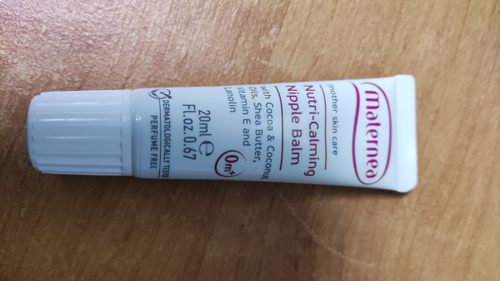 maternea
mother skin care
Nutri-Calming
Nipple Balm
with Cocoa & Coconut
Oils, Shea Butter,
Vitamin E and
Lanolin
0m+
20ml e
Fl.oz.0.67
DERMATOLOGICALLY TESTED
PERFUME FREE